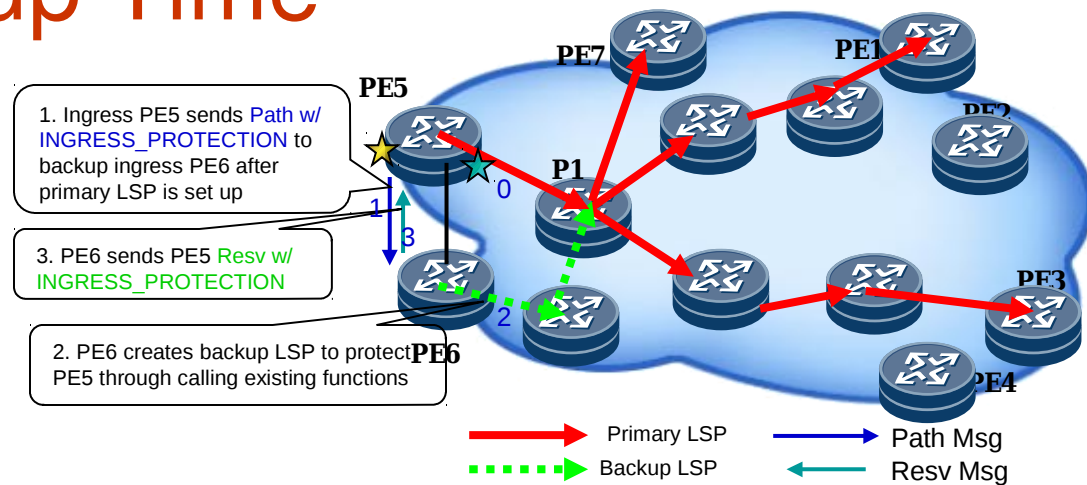 up Time
PE7
PE1
PE5
PE2
1. Ingress PE5 sends Path w/
INGRESS_PROTECTION to
backup ingress PE6 after
primary LSP is set up
P1
0
1
3
3. PE6 sends PE5 Resv w/
INGRESS_PROTECTION
PE3
2
2. PE6 creates backup LSP to protect
PE5 through calling existing functions
PE6
PE4
Primary LSP
Path Msg
Backup LSP
Resv Msg